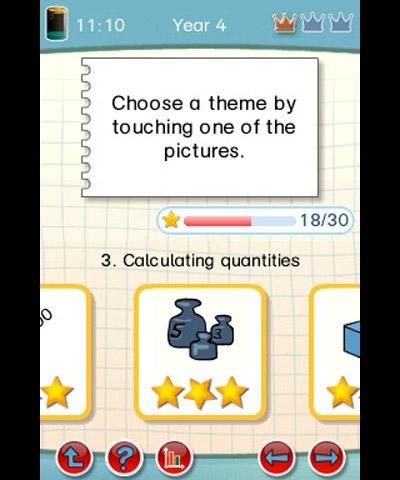 11:10 Year 4
Choose a theme by
touching one of the
pictures.
18/30
3. Calculating quantities
5 3
?